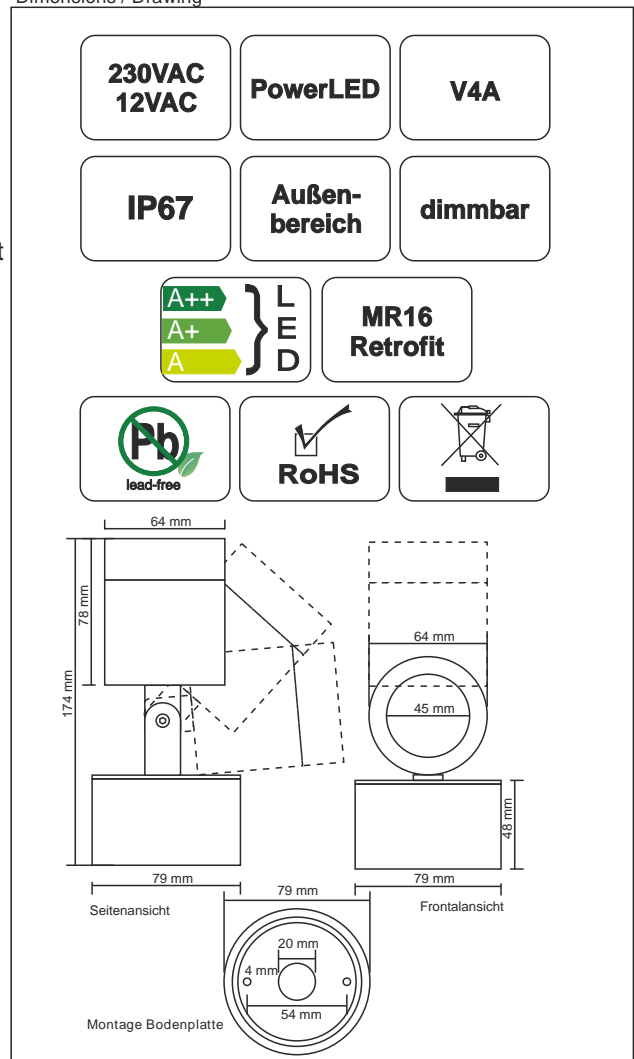 Dimensions / Drawing
230VAC
12VAC
PowerLED
V4A
IP67
Außen-
bereich
dimmbar
t
A++
A+
A
L
E
D
MR16
Retrofit
Pb
lead-free
RoHS
64 mm
78 mm
174 mm
79 mm
Seitenansicht
64 mm
45 mm
48 mm
79 mm
Frontalansicht
79 mm
20 mm
4 mm
54 mm
Montage Bodenplatte